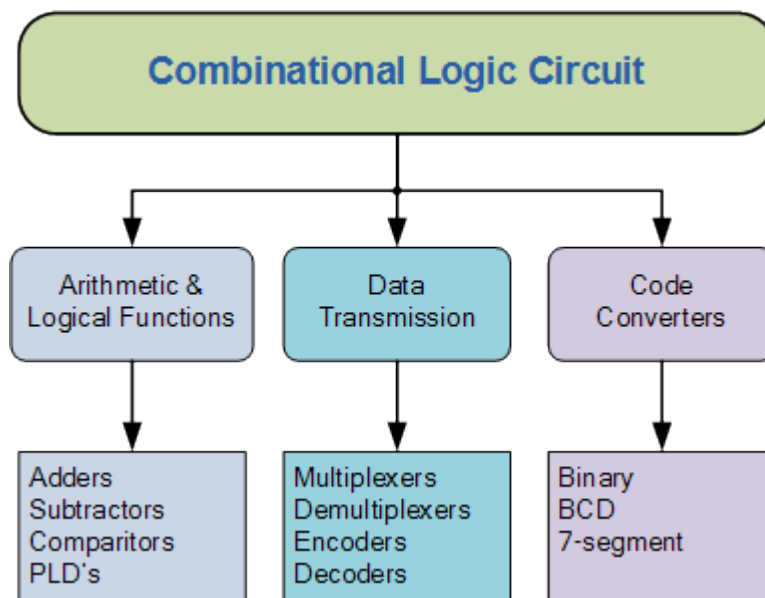 Combinational Logic Circuit
Arithmetic &
Logical Functions
Data
Transmission
Code
Converters
Adders
Subtractors
Comparitors
PLD's
Multiplexers
Demultiplexers
Encoders
Decoders
Binary
BCD
7-segment